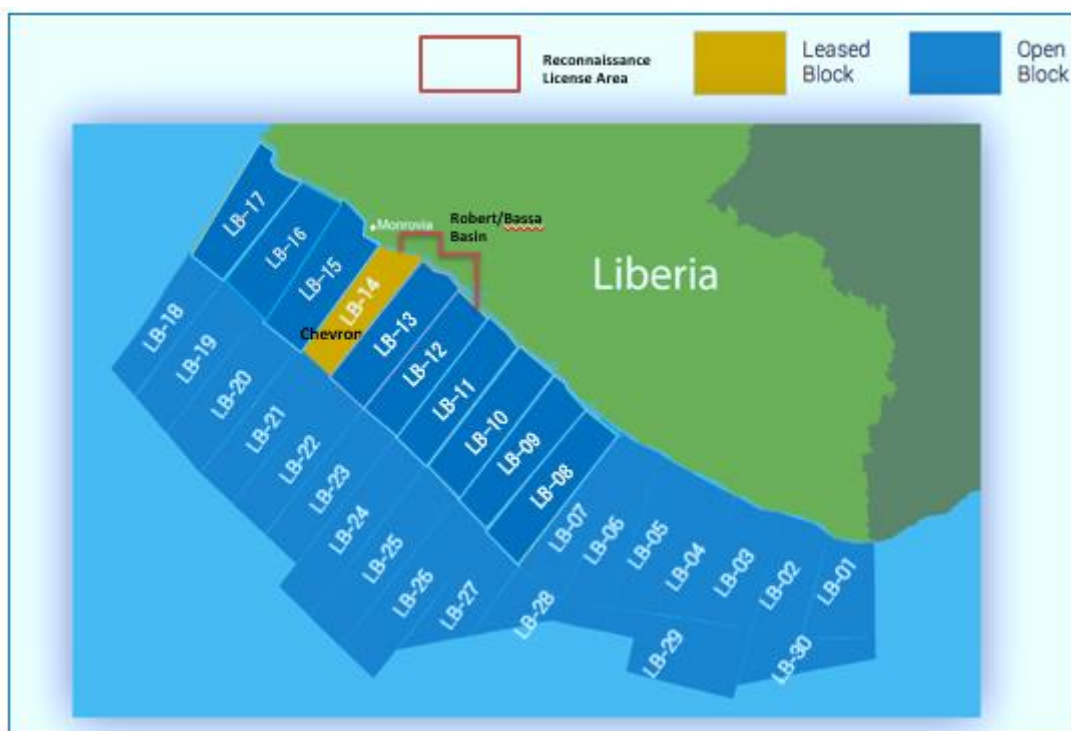 Reconnaissance
License Area
Leased
Block
Open
Block
Monrovia
Robert/Bassa
Basin
Liberia
Chevron
LB-17
LB-16
LB-15
LB-14
LB-13
LB-12
LB-11
LB-10
LB-09
LB-08
LB-18
LB-19
LB-20
LB-21
LB-22
LB-23
LB-24
LB-25
LB-26
LB-27
LB-28
LB-07
LB-06
LB-05
LB-04
LB-03
LB-02
LB-01
LB-29
LB-30